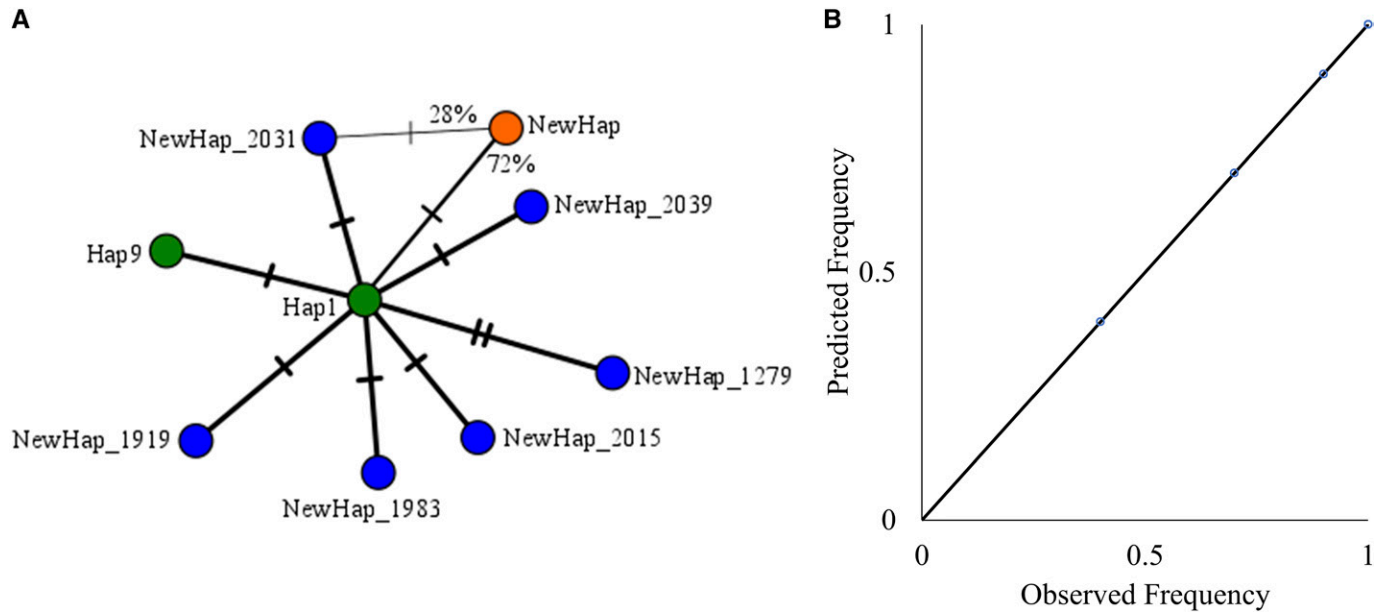 A
28%
NewHap
NewHap_2031
72%
NewHap_2039
Hap9
Hap1
NewHap_1279
NewHap_1919
NewHap_2015
NewHap_1983
B
1
Predicted Frequency
0.5
0
0
0.5
1
Observed Frequency